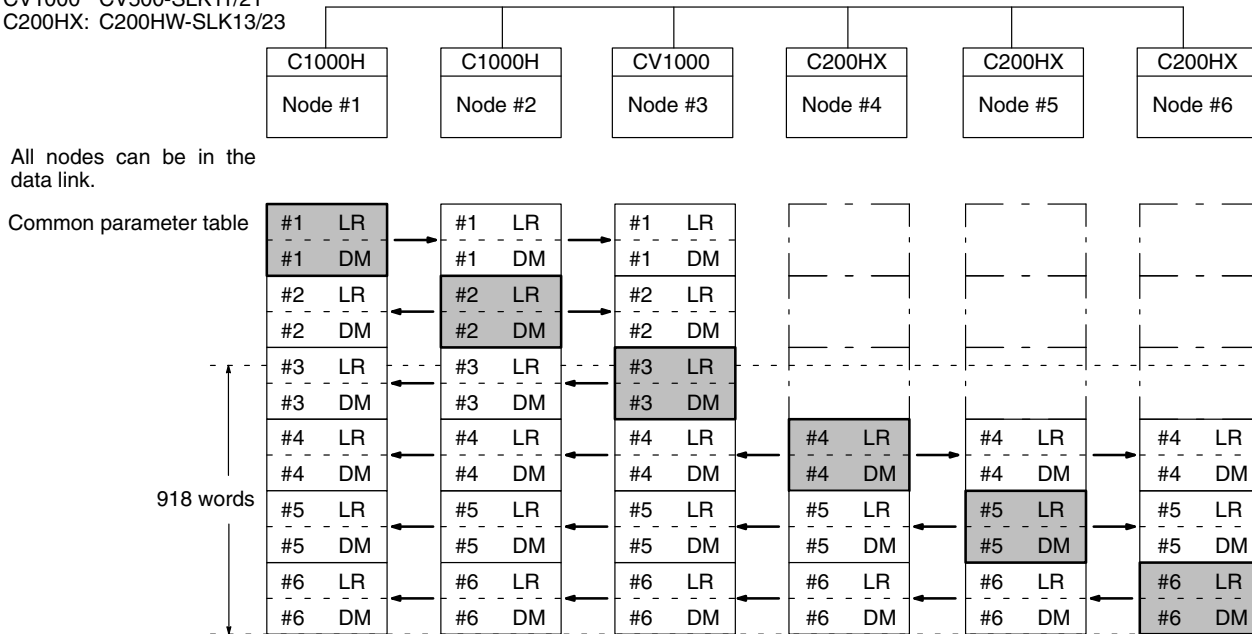 CV1000 CV500-SLK11/21
C200HX: C200HW-SLK13/23
C1000H C1000H CV1000 C200HX C200HX C200HX
Node #1 Node #2 Node #3 Node #4 Node #5 Node #6
All nodes can be in the
data link.
Common parameter table
#1 LR #1 LR #1 LR
#1 DM #1 DM #1 DM
#2 LR #2 LR #2 LR
#2 DM #2 DM #2 DM
#3 LR #3 LR #3 LR
#3 DM #3 DM #3 DM
#4 LR #4 LR #4 LR #4 LR #4 LR #4 LR
#4 DM #4 DM #4 DM #4 DM #4 DM #4 DM
918 words
#5 LR #5 LR #5 LR #5 LR #5 LR #5 LR
#5 DM #5 DM #5 DM #5 DM #5 DM #5 DM
#6 LR #6 LR #6 LR #6 LR #6 LR #6 LR
#6 DM #6 DM #6 DM #6 DM #6 DM #6 DM